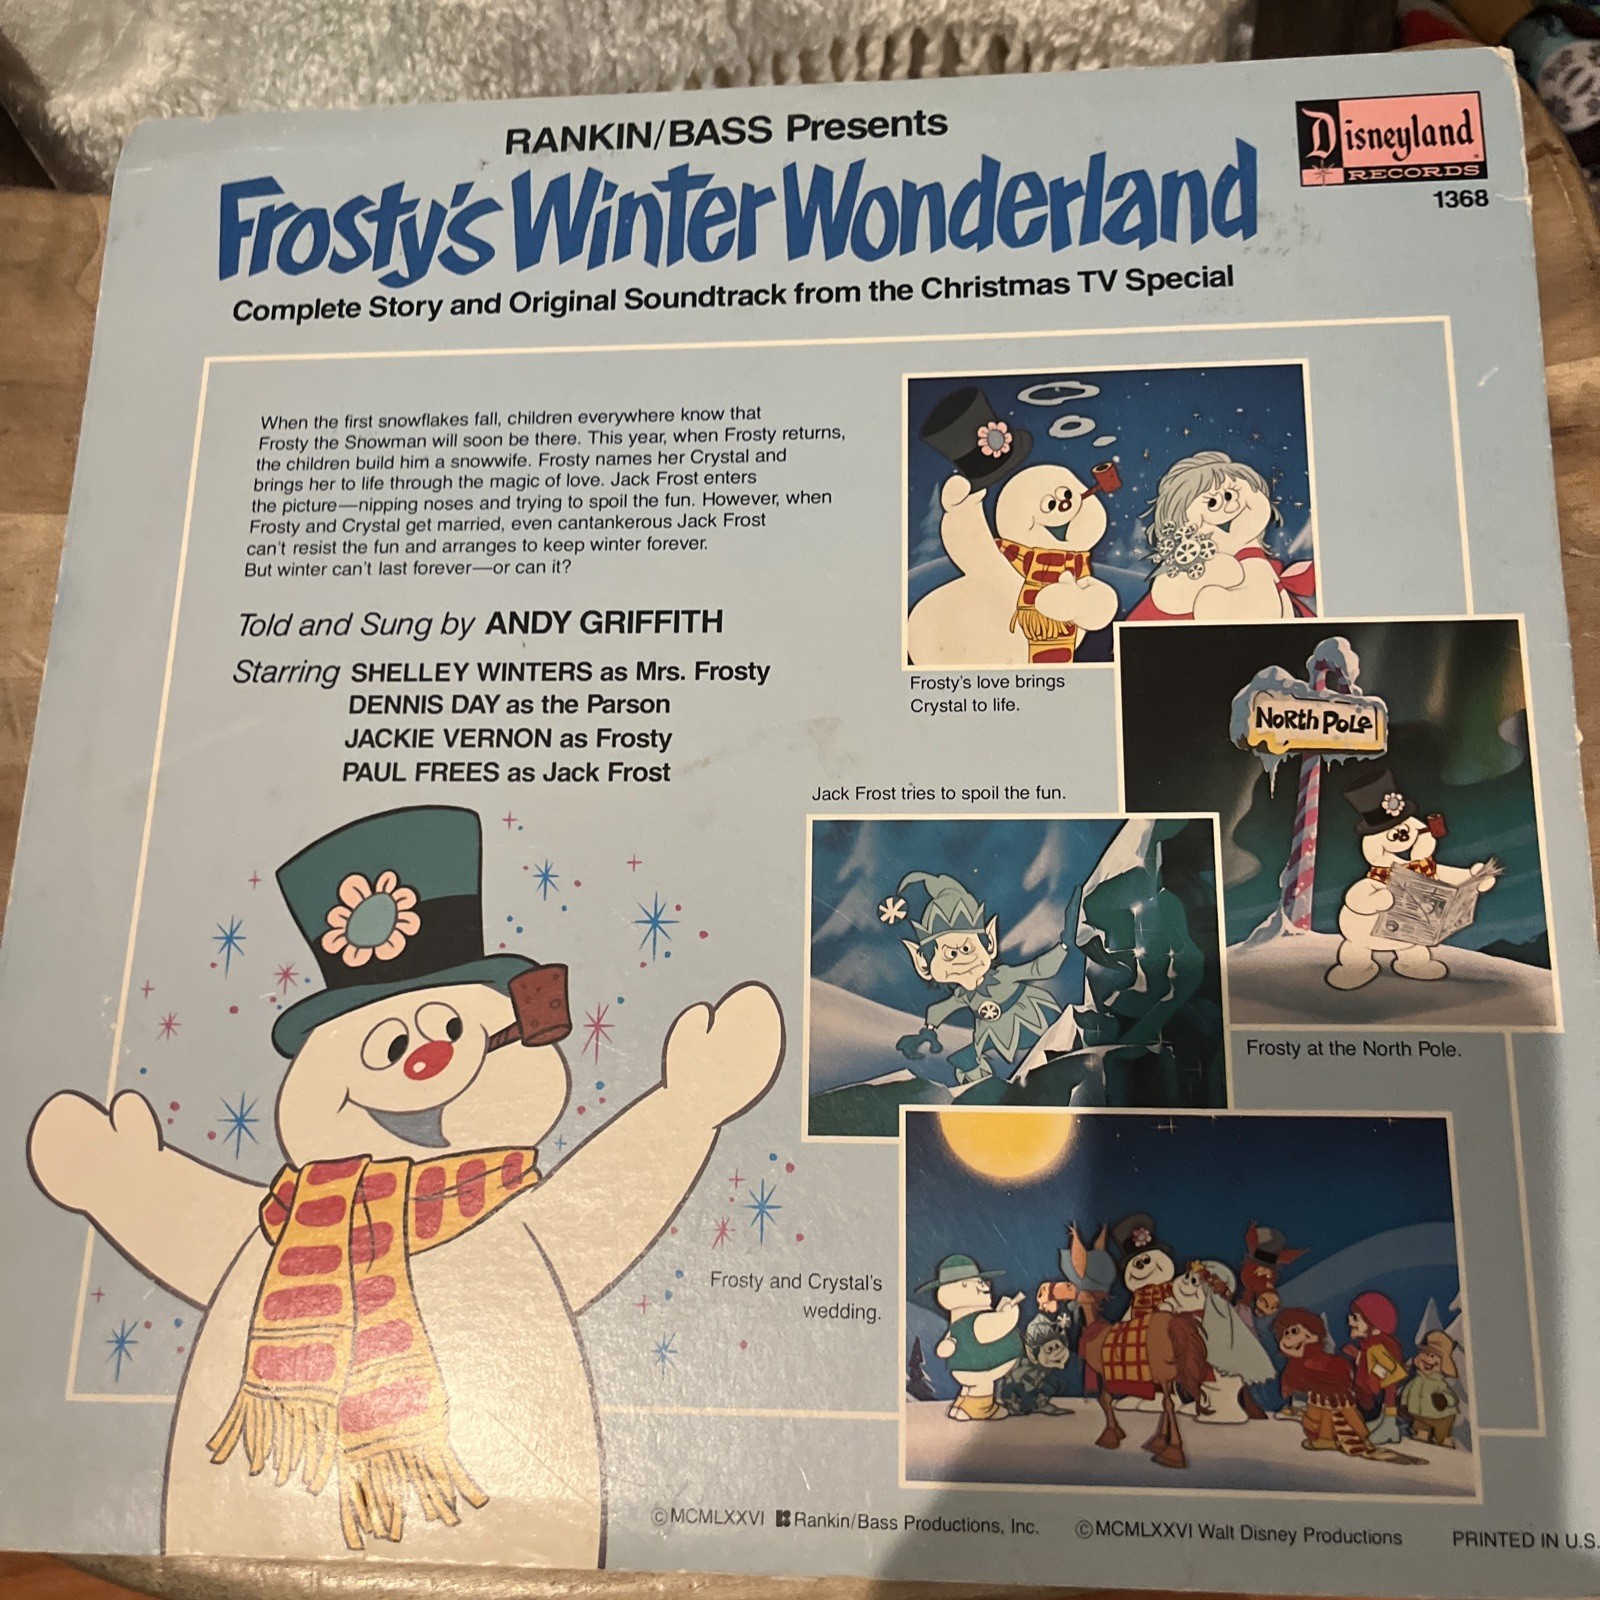 RANKIN/BASS Presents
Frosty's Winter Wonderland
Complete Story and Original Soundtrack from the Christmas TV Special
Disneyland
RECORDS
1368
When the first snowflakes fall, children everywhere know that
Frosty the Snowman will soon be there. This year, when Frosty returns,
the children build him a snowwife. Frosty names her Crystal and
brings her to life through the magic of love. Jack Frost enters
the picture—nipping noses and trying to spoil the fun. However, when
Frosty and Crystal get married, even cantankerous Jack Frost
can't resist the fun and arranges to keep winter forever.
But winter can't last forever—or can it?
Told and Sung by ANDY GRIFFITH
Starring SHELLEY WINTERS as Mrs. Frosty
DENNIS DAY as the Parson
JACKIE VERNON as Frosty
PAUL FREES as Jack Frost
Frosty's love brings
Crystal to life.
North Pole
Jack Frost tries to spoil the fun.
Frosty at the North Pole.
Frosty and Crystal's
wedding.
©MCMLXXVI Rankin/Bass Productions, Inc.
©MCMLXXVI Walt Disney Productions
PRINTED IN U.S.